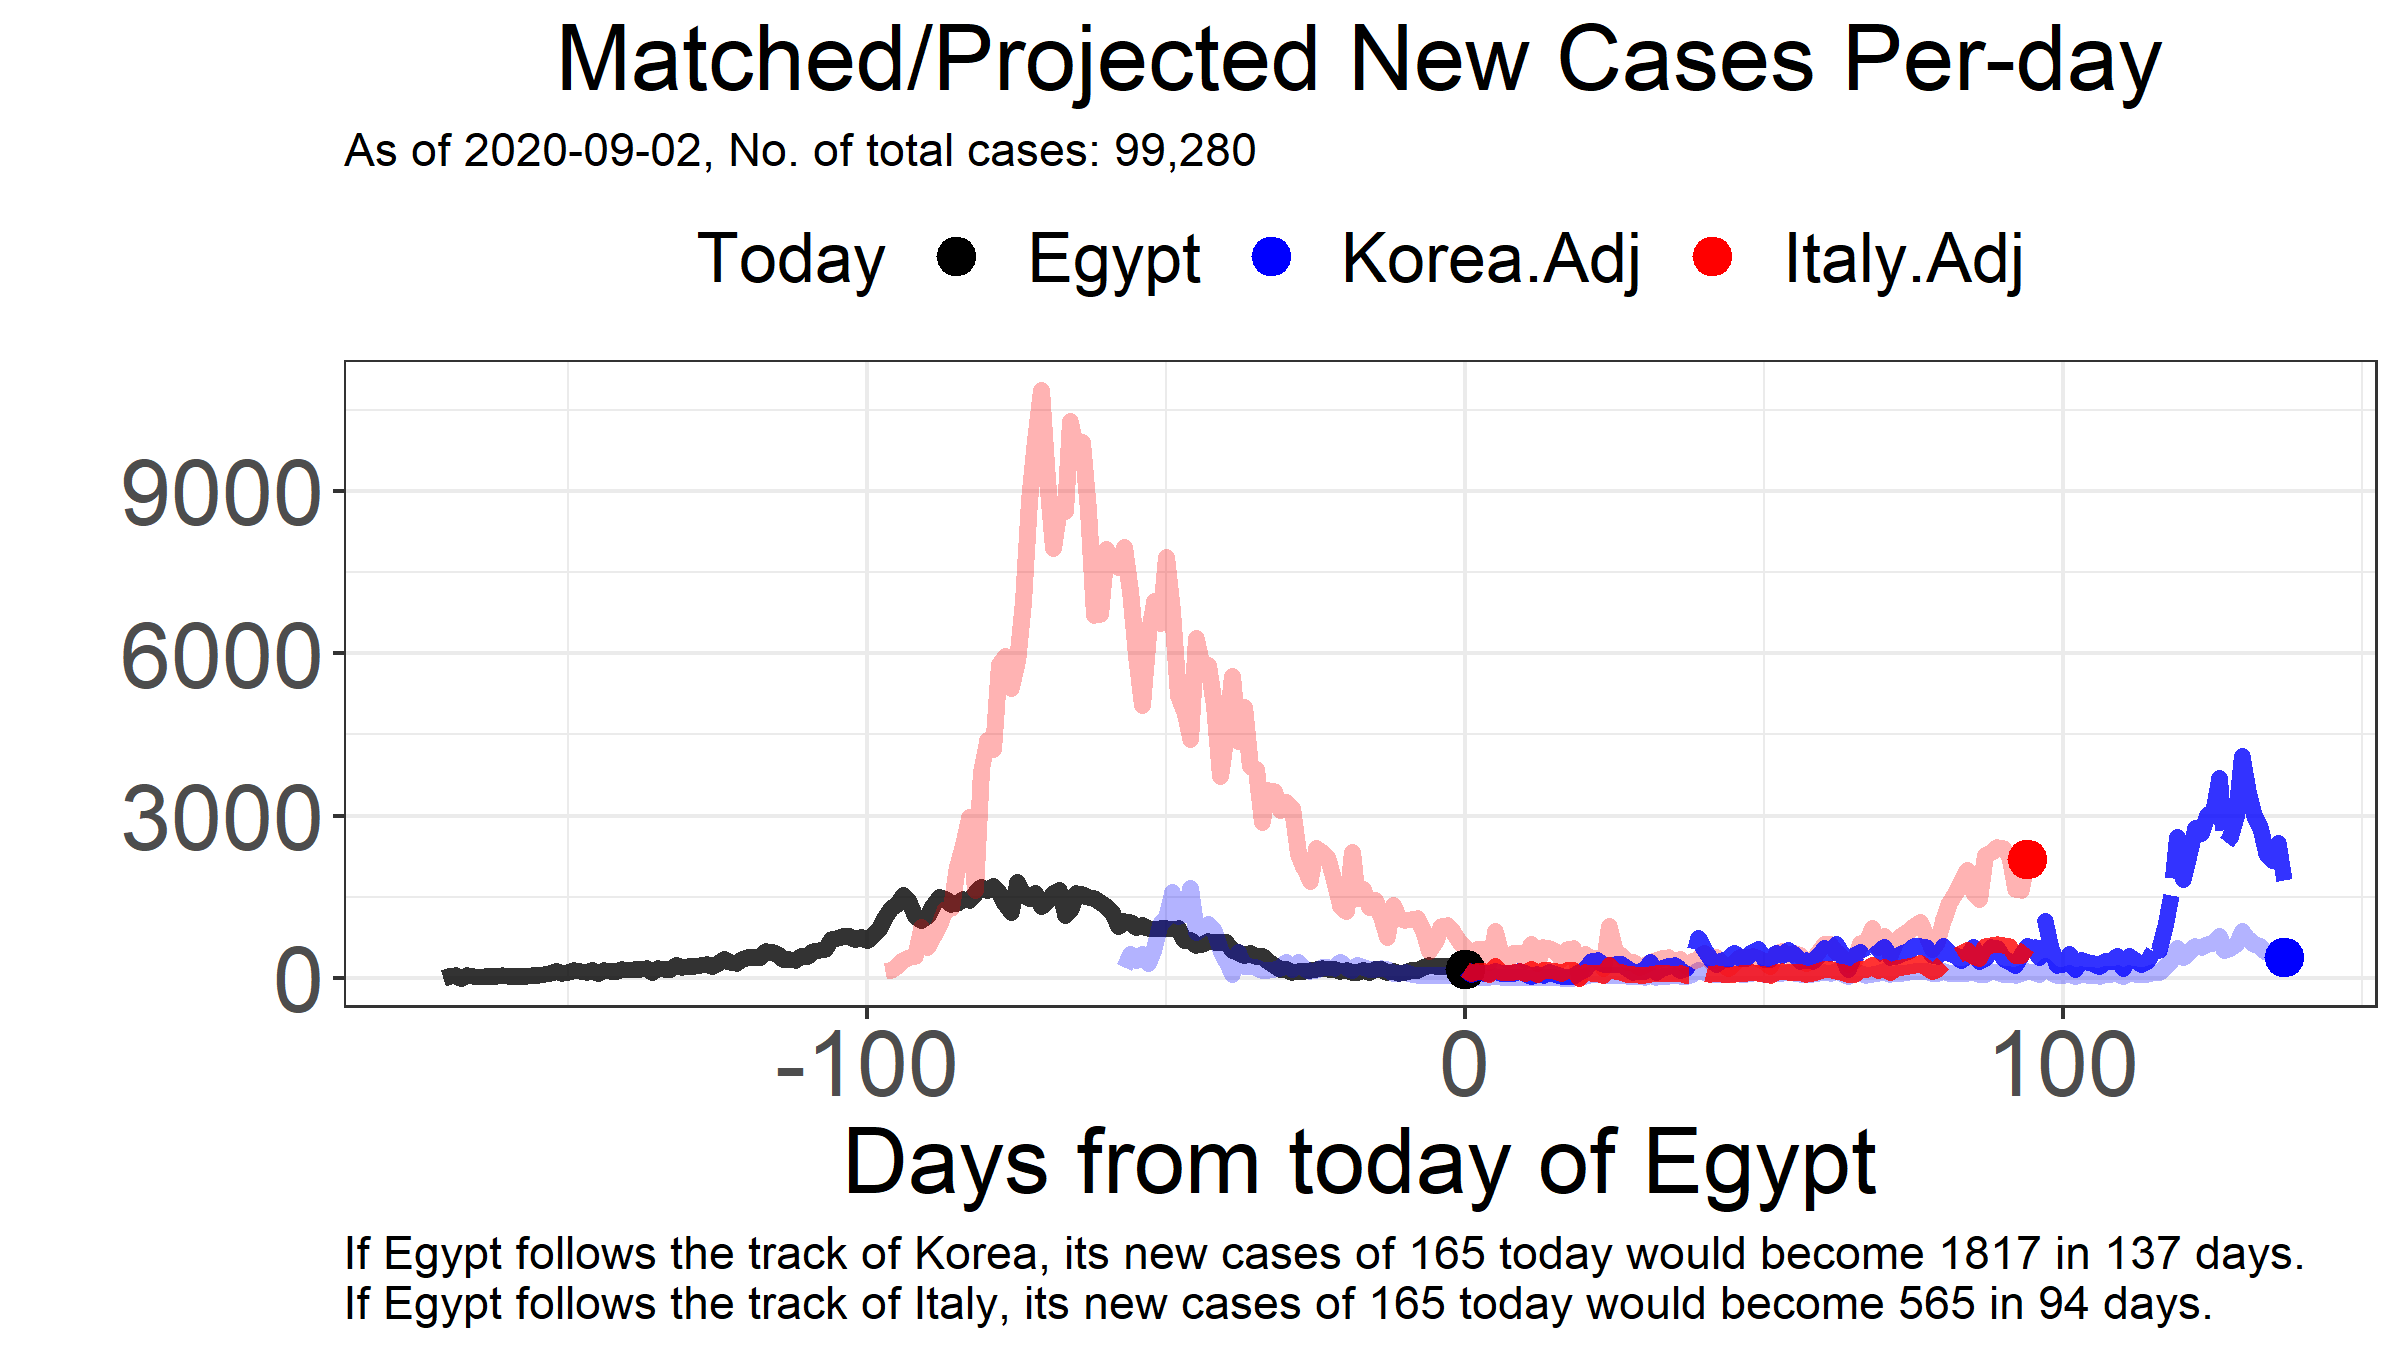 Matched/Projected New Cases Per-day
As of 2020-09-02, No. of total cases: 99,280
Today Egypt Korea.Adj Italy.Adj
9000
6000
3000
0
-100 0 100
Days from today of Egypt
If Egypt follows the track of Korea, its new cases of 165 today would become 1817 in 137 days.
If Egypt follows the track of Italy, its new cases of 165 today would become 565 in 94 days.